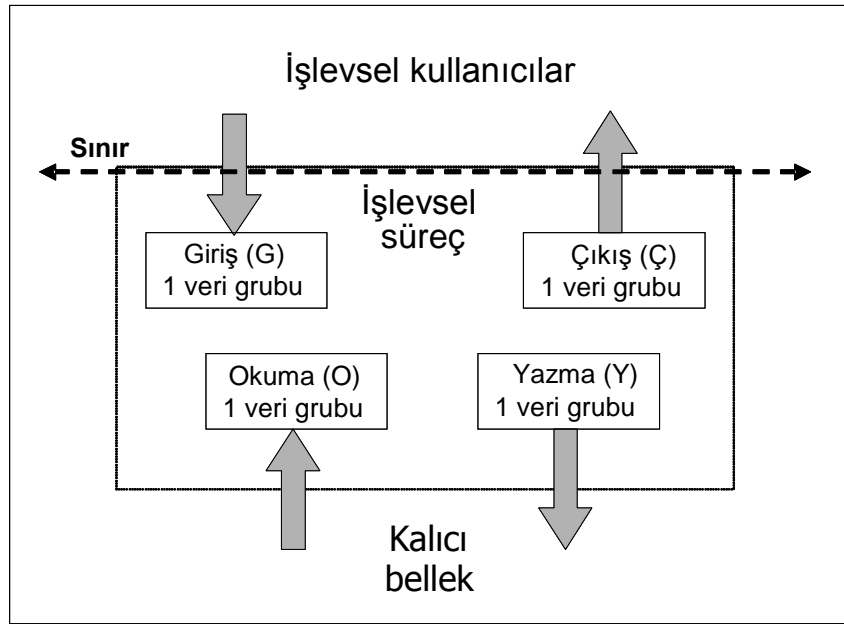 İşlevsel kullanıcılar
Sınır
İşlevsel
süreç
Giriş (G)
1 veri grubu
Çıkış (Ç)
1 veri grubu
Okuma (O)
1 veri grubu
Yazma (Y)
1 veri grubu
Kalıcı
bellek